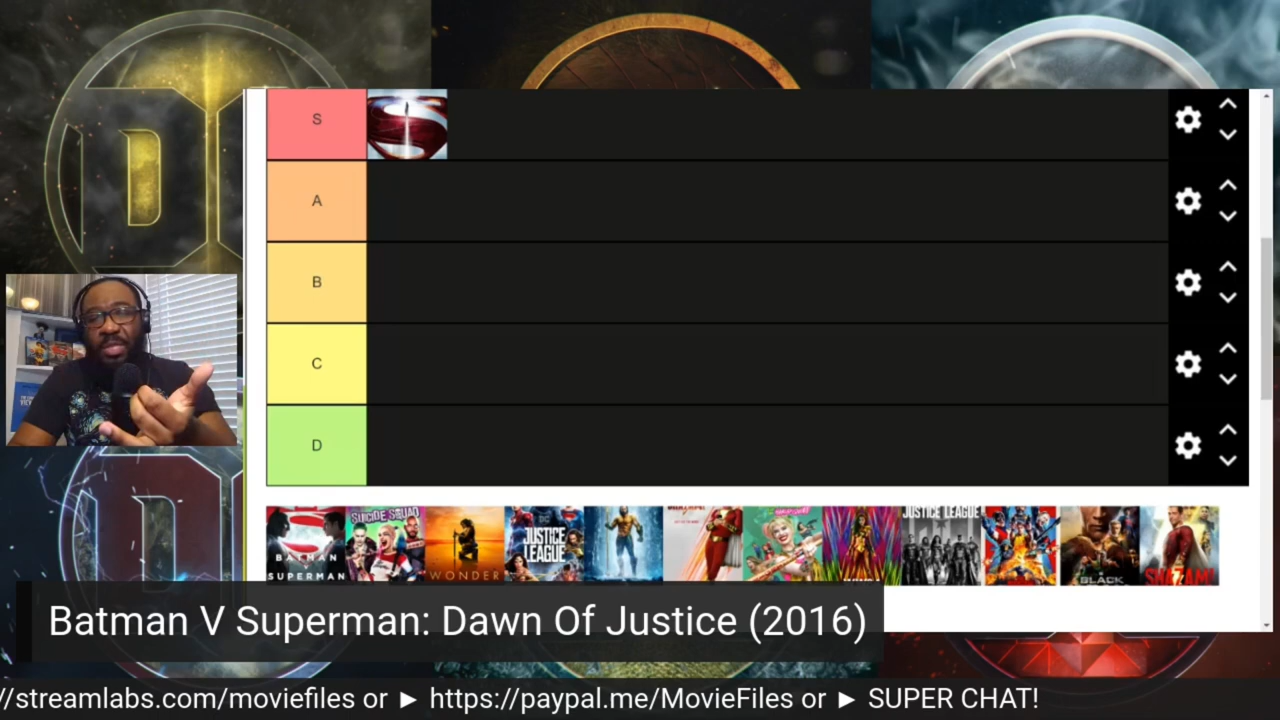 S
A
B
C
D
BATMAN
SUPERMAN
SUICIDE SQUAD
WONDER
JUSTICE
LEAGUE
JUSTICE LEAGUE
BLACK
SHAZAM!
Batman V Superman: Dawn Of Justice (2016)
//streamlabs.com/moviefiles or ► https://paypal.me/MovieFiles or ► SUPER CHAT!